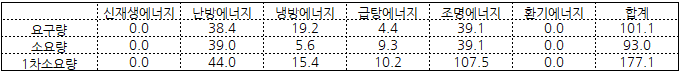 신재생에너지 난방에너지 냉방에너지 급탕에너지 조명에너지 환기에너지 합계
요구량 0.0 38.4 19.2 4.4 39.1 0.0 101.1
소요량 0.0 39.0 5.6 9.3 39.1 0.0 93.0
1차소요량 0.0 44.0 15.4 10.2 107.5 0.0 177.1